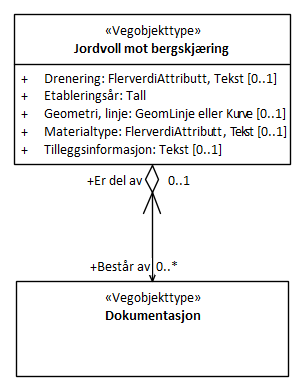 «Vegobjekttype»
Jordvoll mot bergskjæring
+ Drenering: FlerverdiAttributt, Tekst [0..1]
+ Etableringsår: Tall
+ Geometri, linje: GeomLinje eller Kurve [0..1]
+ Materialtype: FlerverdiAttributt, Tekst [0..1]
+ Tilleggsinformasjon: Tekst [0..1]
+Er del av 0..1
+Består av 0..*
«Vegobjekttype»
Dokumentasjon